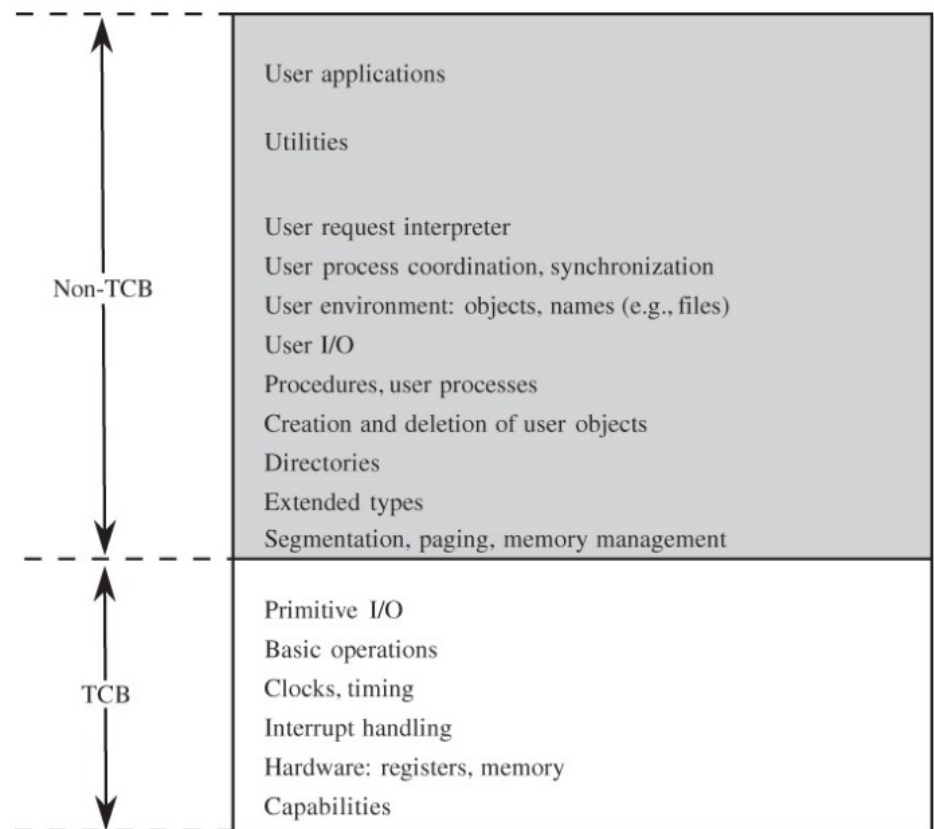 User applications
Utilities
User request interpreter
User process coordination, synchronization
User environment: objects, names (e.g., files)
Non-TCB
User I/O
Procedures, user processes
Creation and deletion of user objects
Directories
Extended types
Segmentation, paging, memory management
Primitive I/O
Basic operations
TCB
Clocks, timing
Interrupt handling
Hardware: registers, memory
Capabilities